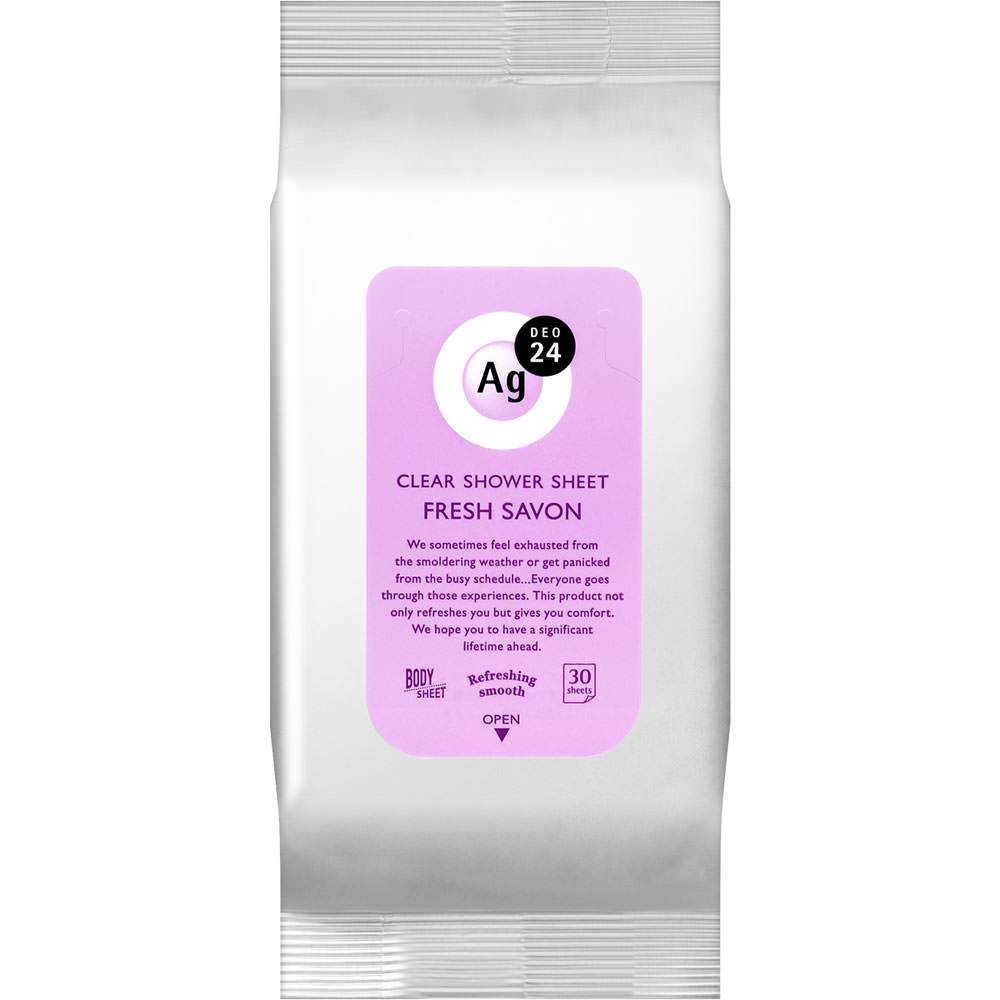 DEO
24
Ag
CLEAR SHOWER SHEET
FRESH SAVON
We sometimes feel exhausted from
the smoldering weather or get panicked
from the busy schedule...Everyone goes
through those experiences. This product not
only refreshes you but gives you comfort.
We hope you to have a significant
lifetime ahead.
BODY
SHEET
Refreshing
smooth
30
sheets
OPEN